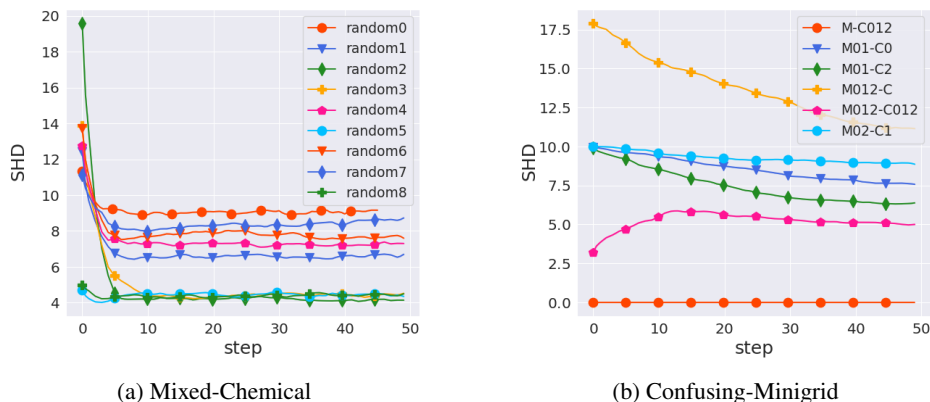 20
18
16
14
12
10
8
6
4
SHD
0
10
20
30
40
50
step
random0
random1
random2
random3
random4
random5
random6
random7
random8
(a) Mixed-Chemical
17.5
15.0
12.5
10.0
7.5
5.0
2.5
0.0
SHD
0
10
20
30
40
50
step
M-C012
M01-C0
M01-C2
M012-C
M012-C012
M02-C1
(b) Confusing-Minigrid